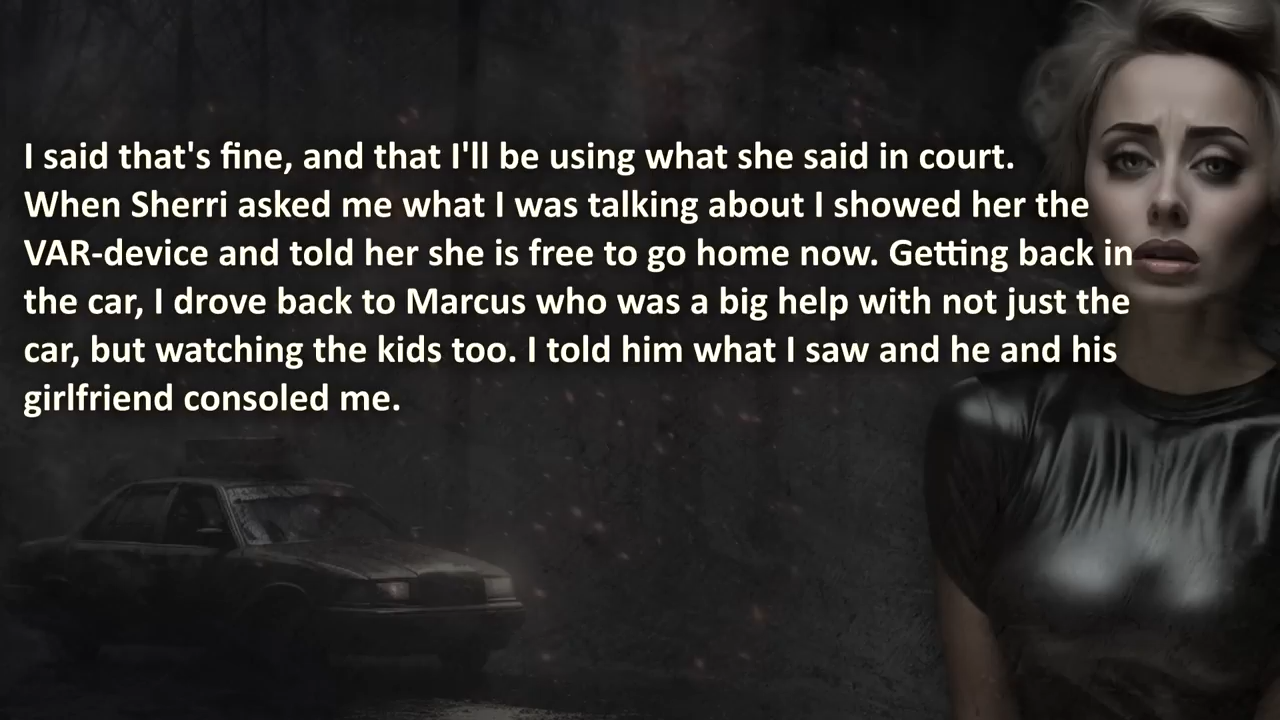 I said that's fine, and that I'll be using what she said in court.
When Sherri asked me what I was talking about I showed her the
VAR-device and told her she is free to go home now. Getting back in
the car, I drove back to Marcus who was a big help with not just the
car, but watching the kids too. I told him what I saw and he and his
girlfriend consoled me.